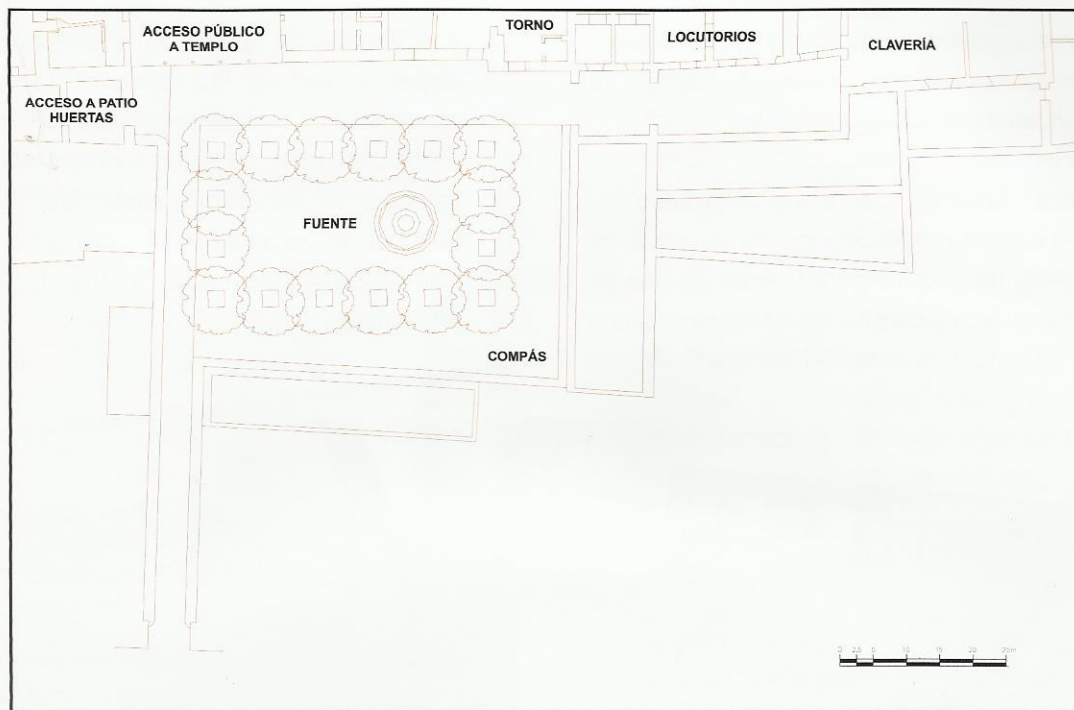 ACCESO PÚBLICO
A TEMPLO
TORNO
LOCUTORIOS
CLAVERÍA
ACCESO A PATIO
HUERTAS
FUENTE
COMPÁS
0 2,5 5 10 15 20 25m